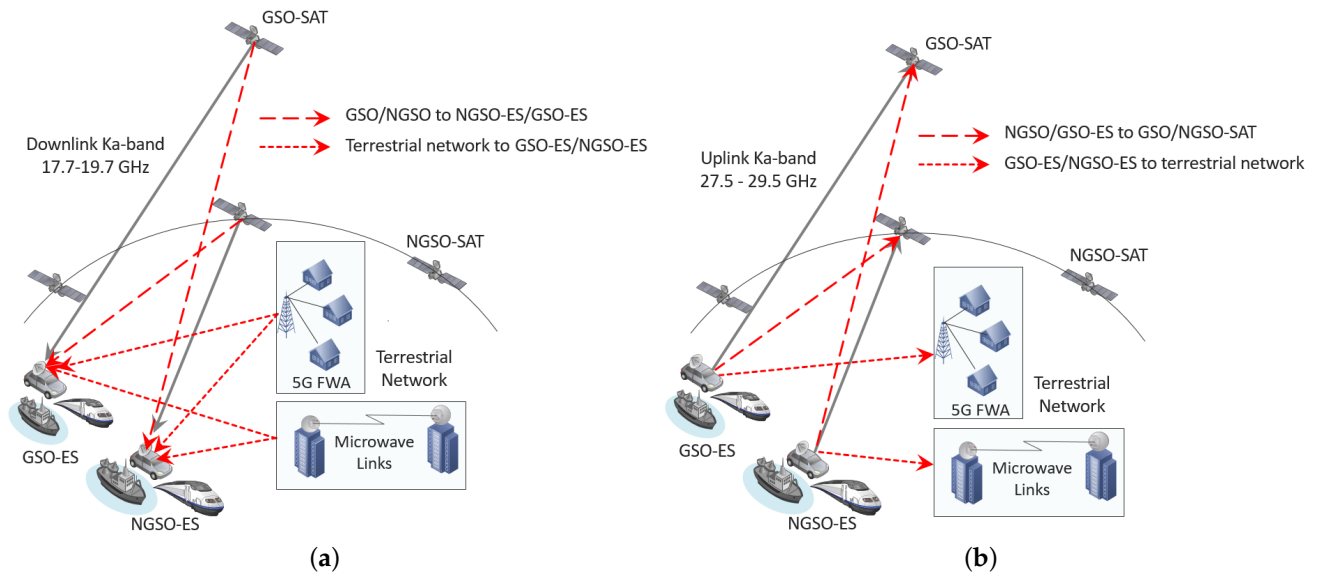 GSO-SAT
GSO/NGSO to NGSO-ES/GSO-ES
Downlink Ka-band
17.7-19.7 GHz
Terrestrial network to GSO-ES/NGSO-ES
NGSO-SAT
5G FWA
Terrestrial
Network
Microwave
Links
GSO-ES
NGSO-ES
(a)
GSO-SAT
NGSO/GSO-ES to GSO/NGSO-SAT
Uplink Ka-band
27.5 - 29.5 GHz
GSO-ES/NGSO-ES to terrestrial network
NGSO-SAT
5G FWA
Terrestrial
Network
GSO-ES
Microwave
Links
NGSO-ES
(b)